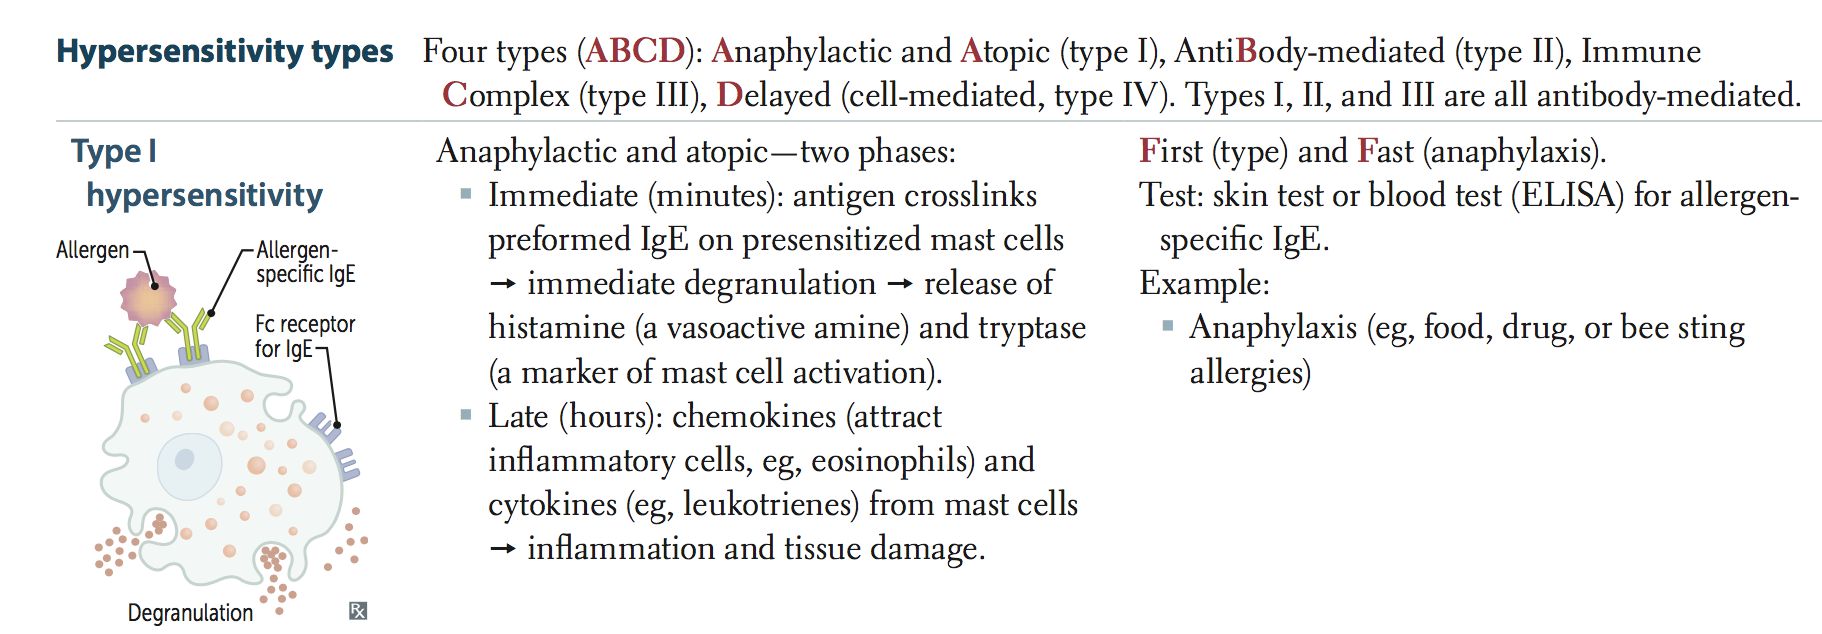 Hypersensitivity types
Four types (ABCD): Anaphylactic and Atopic (type I), AntiBody-mediated (type II), Immune
Complex (type III), Delayed (cell-mediated, type IV). Types I, II, and III are all antibody-mediated.
Type I
hypersensitivity
Allergen
Allergen-
specific IgE
Fc receptor
for IgE
Degranulation
Rx
Anaphylactic and atopic—two phases:
▪ Immediate (minutes): antigen crosslinks
preformed IgE on presensitized mast cells
→ immediate degranulation → release of
histamine (a vasoactive amine) and tryptase
(a marker of mast cell activation).
▪ Late (hours): chemokines (attract
inflammatory cells, eg, eosinophils) and
cytokines (eg, leukotrienes) from mast cells
→ inflammation and tissue damage.
First (type) and Fast (anaphylaxis).
Test: skin test or blood test (ELISA) for allergen-
specific IgE.
Example:
▪ Anaphylaxis (eg, food, drug, or bee sting
allergies)